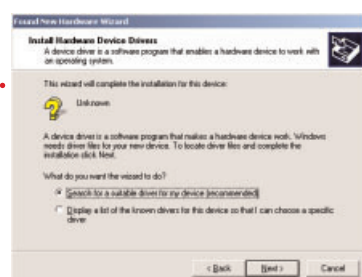 Found New Hardware Wizard
Install Hardware Device Drivers
A device driver is a software program that enables a hardware device to work with
an operating system.
This wizard will complete the installation for this device:
Unknown
A device driver is a software program that makes a hardware device work. Windows
needs driver files for your new device. To locate driver files and complete the
installation click Next.
What do you want the wizard to do?
Search for a suitable driver for my device (recommended)
Display a list of the known drivers for this device so that I can choose a specific
driver
< Back
Next >
Cancel